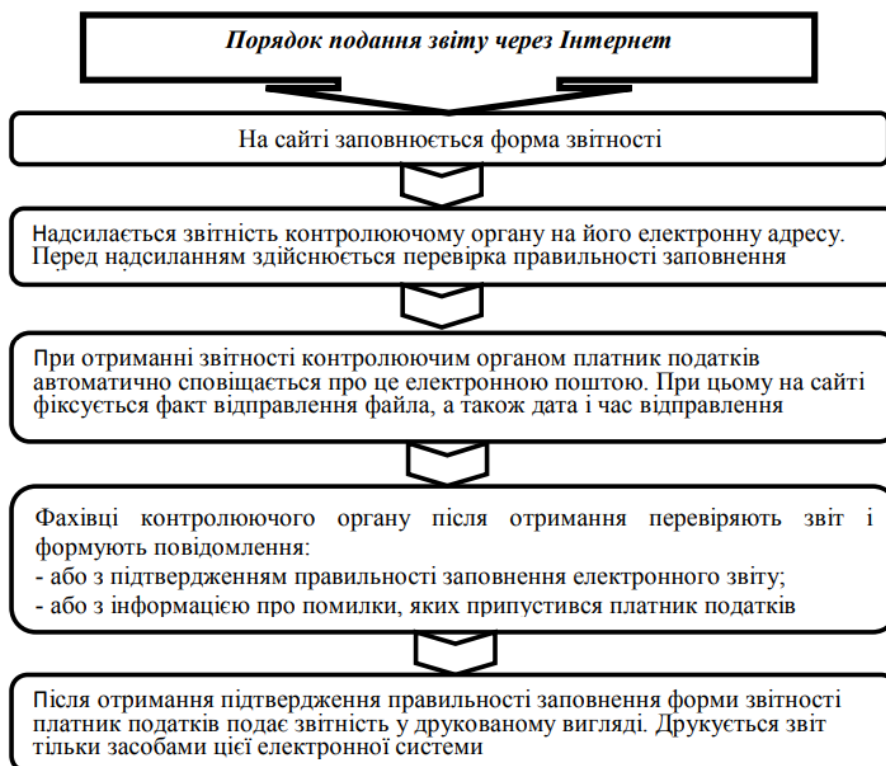 Порядок подання звіту через Інтернет
На сайті заповнюється форма звітності
Надсилається звітність контролюючому органу на його електронну адресу.
Перед надсиланням здійснюється перевірка правильності заповнення
При отриманні звітності контролюючим органом платник податків
автоматично сповіщається про це електронною поштою. При цьому на сайті
фіксується факт відправлення файла, а також дата і час відправлення
Фахівці контролюючого органу після отримання перевіряють звіт і
формують повідомлення:
- або з підтвердженням правильності заповнення електронного звіту;
- або з інформацією про помилки, яких припустився платник податків
Після отримання підтвердження правильності заповнення форми звітності
платник податків подає звітність у друкованому вигляді. Друкується звіт
тільки засобами цієї електронної системи